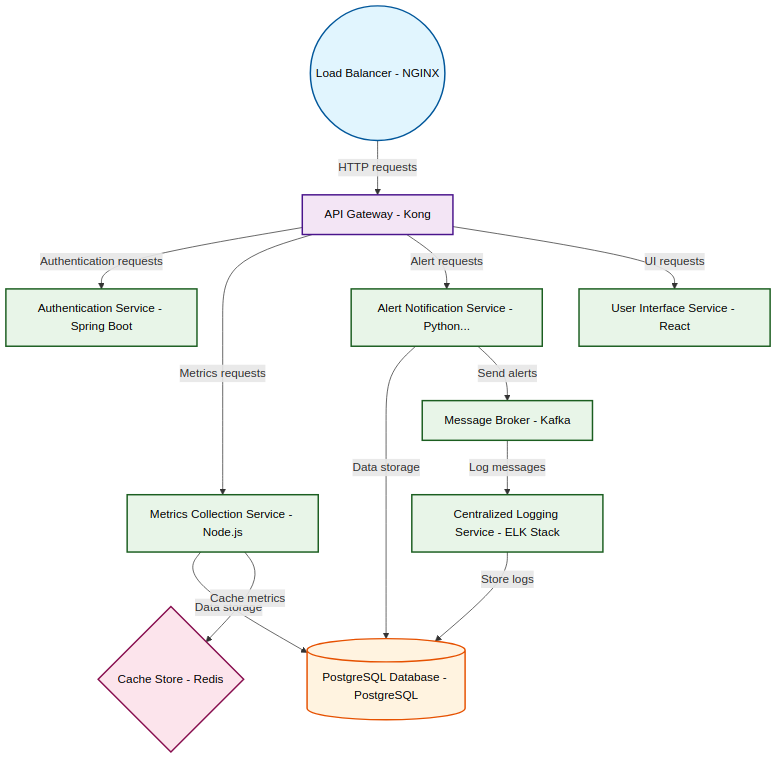 Load Balancer - NGINX
HTTP requests
API Gateway - Kong
Authentication requests
Alert requests
UI requests
Authentication Service -
Spring Boot
Alert Notification Service -
Python...
User Interface Service -
React
Metrics requests
Send alerts
Message Broker - Kafka
Data storage
Log messages
Metrics Collection Service -
Node.js
Centralized Logging
Service - ELK Stack
Store logs
Cache metrics
Data storage
Cache Store - Redis
PostgreSQL Database -
PostgreSQL